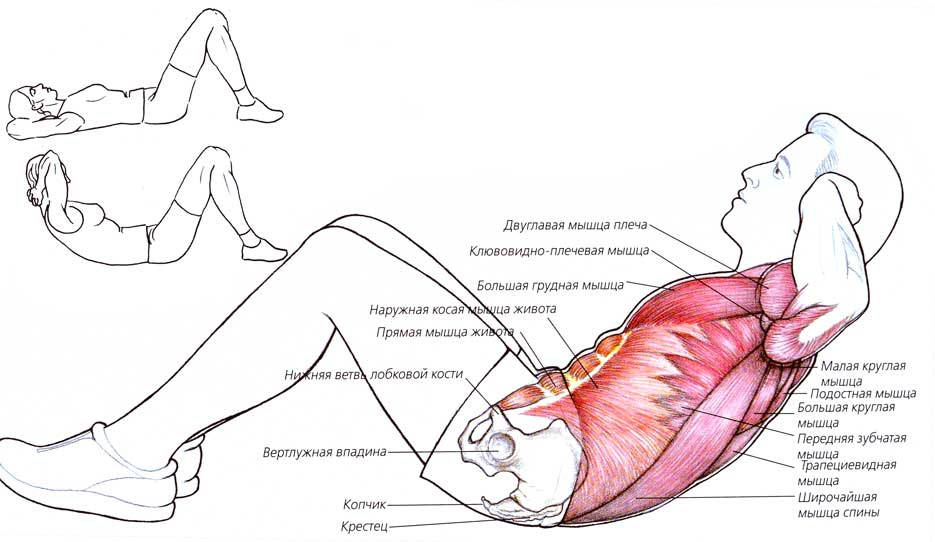 Двуглавая мышца плеча
Клювовидно-плечевая мышца
Большая грудная мышца
Наружная косая мышца живота
Прямая мышца живота
Нижняя ветвь лобковой кости
Вертлужная впадина
Копчик
Крестец
Малая круглая
мышца
Подостная мышца
Большая круглая
мышца
Передняя зубчатая
мышца
Трапециевидная
мышца
Широчайшая
мышца спины